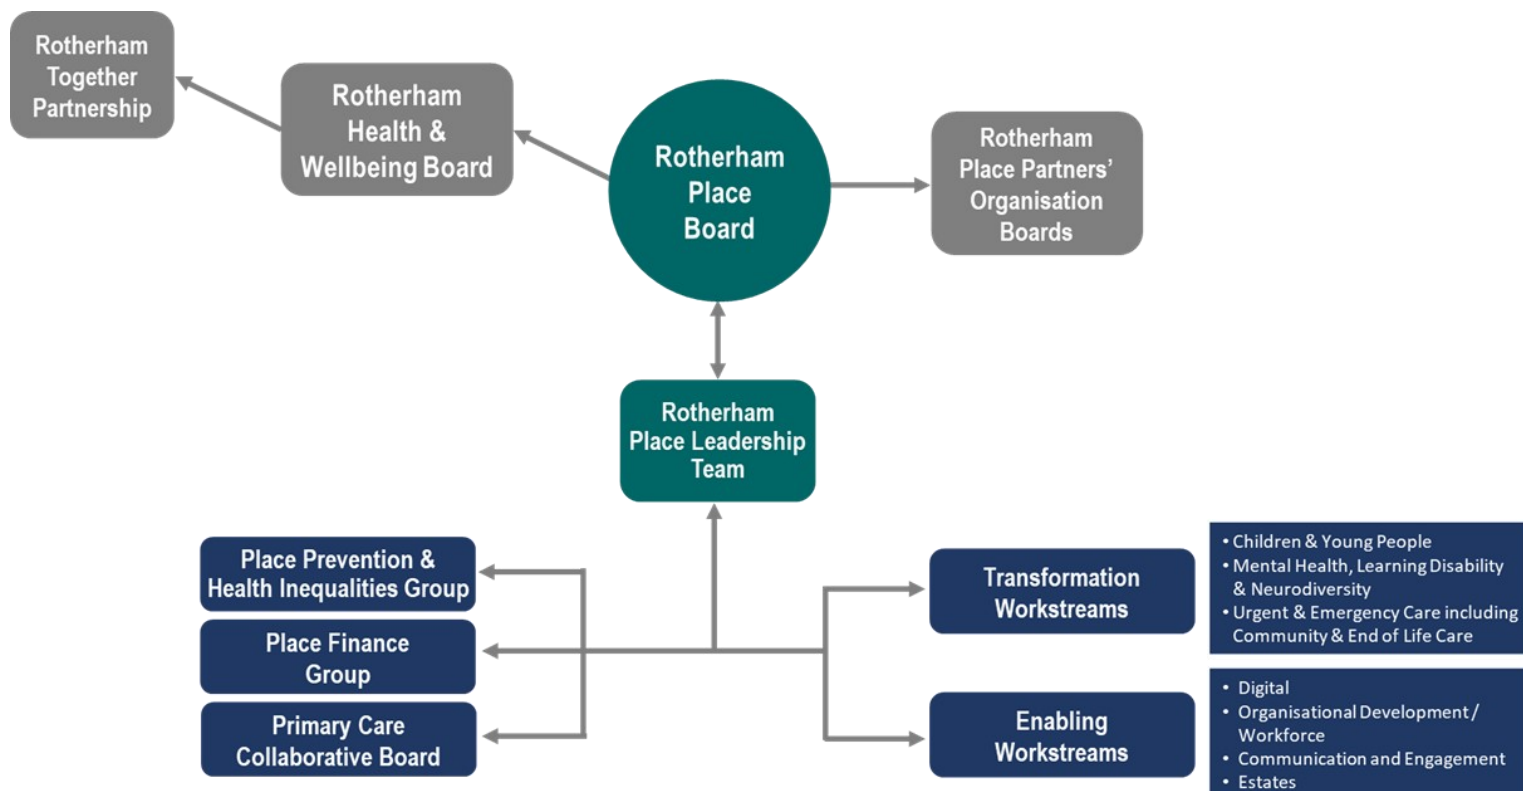 Rotherham
Together
Partnership
Rotherham
Health &
Wellbeing Board
Rotherham
Place
Board
Rotherham
Place Partners’
Organisation
Boards
Rotherham
Place Leadership
Team
Place Prevention &
Health Inequalities Group
Place Finance
Group
Primary Care
Collaborative Board
Transformation
Workstreams
• Children & Young People
• Mental Health, Learning Disability
& Neurodiversity
• Urgent & Emergency Care including
Community & End of Life Care
Enabling
Workstreams
• Digital
• Organisational Development /
Workforce
• Communication and Engagement
• Estates